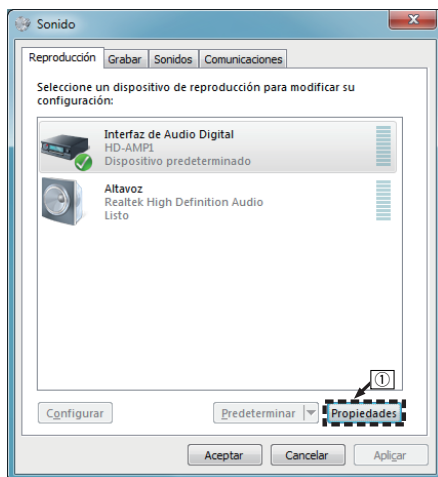 Sonido
Reproducción Grabar Sonidos Comunicaciones
Seleccione un dispositivo de reproducción para modificar su
configuración:
Interfaz de Audio Digital
HD-AMP1
Dispositivo predeterminado
Altavoz
Realtek High Definition Audio
Listo
①
Configurar Predeterminar Propiedades
Aceptar Cancelar Aplicar